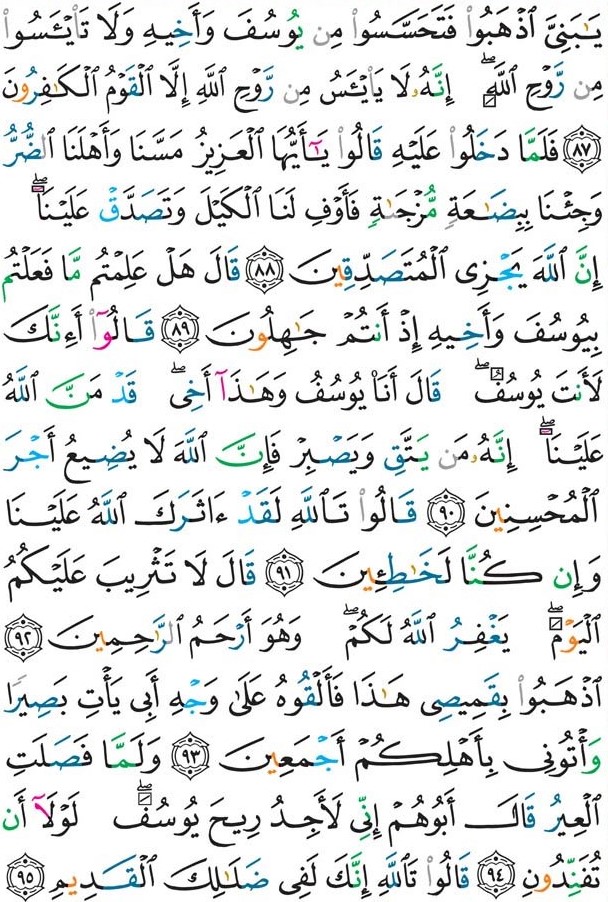 يَـٰبَنِىَّ ٱذْهَبُوا۟ فَتَحَسَّسُوا۟ مِن يُوسُفَ وَأَخِيهِ وَلَا تَا۟يْـَٔسُوا۟
مِن رَّوْحِ ٱللَّهِ ۖ إِنَّهُۥ لَا يَا۟يْـَٔسُ مِن رَّوْحِ ٱللَّهِ إِلَّا ٱلْقَوْمُ ٱلْكَـٰفِرُونَ
﴿٨٧﴾ فَلَمَّا دَخَلُوا۟ عَلَيْهِ قَالُوا۟ يَـٰٓأَيُّهَا ٱلْعَزِيزُ مَسَّنَا وَأَهْلَنَا ٱلضُّرُّ
وَجِئْنَا بِبِضَـٰعَةٍ مُّزْجَىٰةٍ فَأَوْفِ لَنَا ٱلْكَيْلَ وَتَصَدَّقْ عَلَيْنَآ ۖ
إِنَّ ٱللَّهَ يَجْزِى ٱلْمُتَصَدِّقِينَ ﴿٨٨﴾ قَالَ هَلْ عَلِمْتُم مَّا فَعَلْتُم
بِيُوسُفَ وَأَخِيهِ إِذْ أَنتُمْ جَـٰهِلُونَ ﴿٨٩﴾ قَالُوٓا۟ أَءِنَّكَ
لَأَنتَ يُوسُفُ ۖ قَالَ أَنَا۠ يُوسُفُ وَهَـٰذَآ أَخِى ۖ قَدْ مَنَّ ٱللَّهُ
عَلَيْنَآ ۖ إِنَّهُۥ مَن يَتَّقِ وَيَصْبِرْ فَإِنَّ ٱللَّهَ لَا يُضِيعُ أَجْرَ
ٱلْمُحْسِنِينَ ﴿٩٠﴾ قَالُوا۟ تَٱللَّهِ لَقَدْ ءَاثَرَكَ ٱللَّهُ عَلَيْنَا
وَإِن كُنَّا لَخَـٰطِـِٔينَ ﴿٩١﴾ قَالَ لَا تَثْرِيبَ عَلَيْكُمُ
ٱلْيَوْمَ ۖ يَغْفِرُ ٱللَّهُ لَكُمْ ۖ وَهُوَ أَرْحَمُ ٱلرَّٰحِمِينَ ﴿٩٢﴾
ٱذْهَبُوا۟ بِقَمِيصِى هَـٰذَا فَأَلْقُوهُ عَلَىٰ وَجْهِ أَبِى يَأْتِ بَصِيرًا
وَأْتُونِى بِأَهْلِكُمْ أَجْمَعِينَ ﴿٩٣﴾ وَلَمَّا فَصَلَتِ
ٱلْعِيرُ قَالَ أَبُوهُمْ إِنِّى لَأَجِدُ رِيحَ يُوسُفَ ۖ لَوْلَآ أَن
تُفَنِّدُونِ ﴿٩٤﴾ قَالُوا۟ تَٱللَّهِ إِنَّكَ لَفِى ضَلَـٰلِكَ ٱلْقَدِيمِ ﴿٩٥﴾